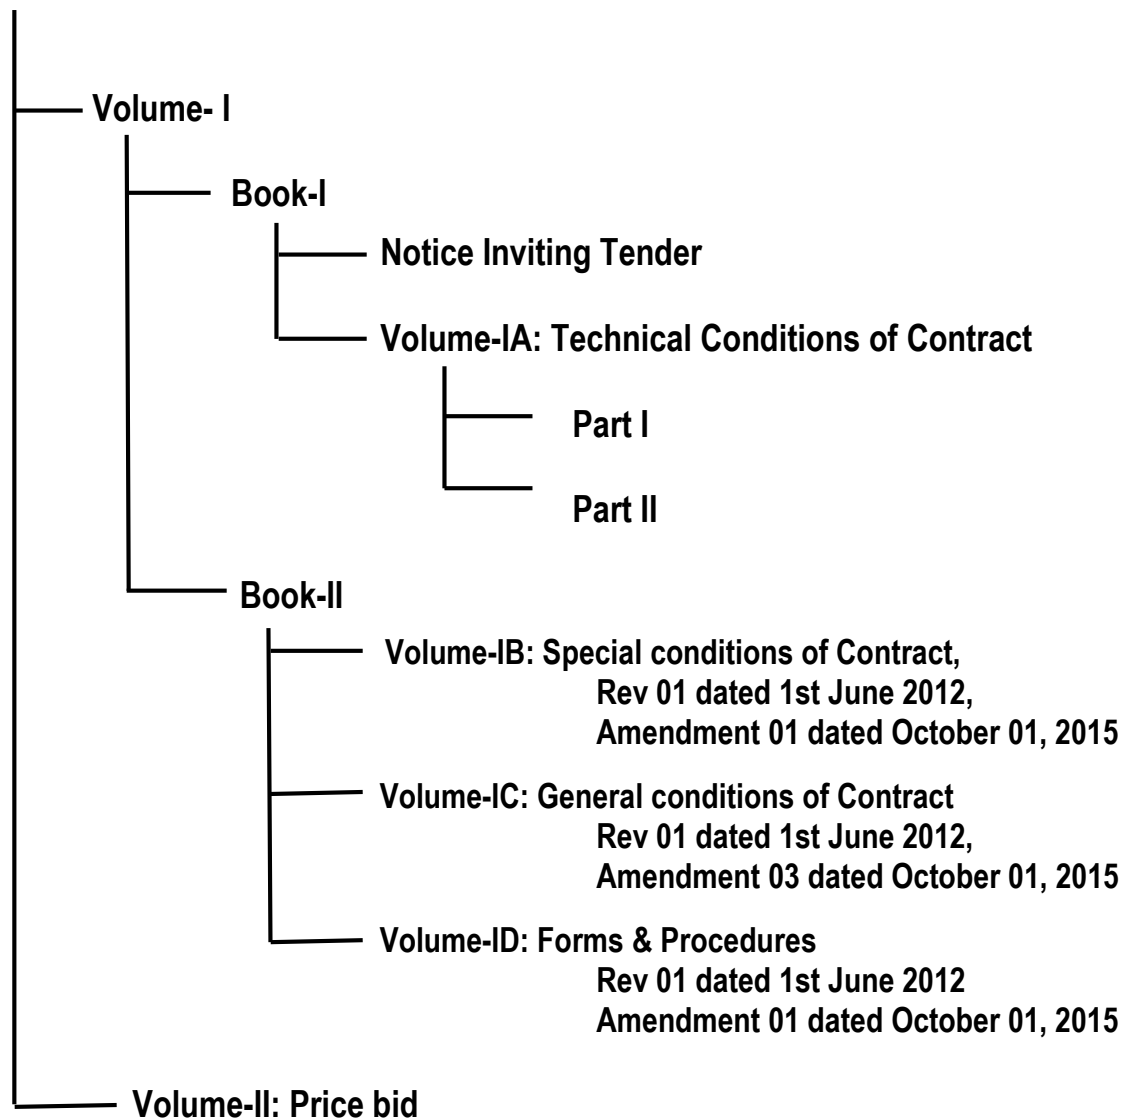 Volume- I
Book-I
Notice Inviting Tender
Volume-IA: Technical Conditions of Contract
Part I
Part II
Book-II
Volume-IB: Special conditions of Contract,
Rev 01 dated 1st June 2012,
Amendment 01 dated October 01, 2015
Volume-IC: General conditions of Contract
Rev 01 dated 1st June 2012,
Amendment 03 dated October 01, 2015
Volume-ID: Forms & Procedures
Rev 01 dated 1st June 2012
Amendment 01 dated October 01, 2015
Volume-II: Price bid